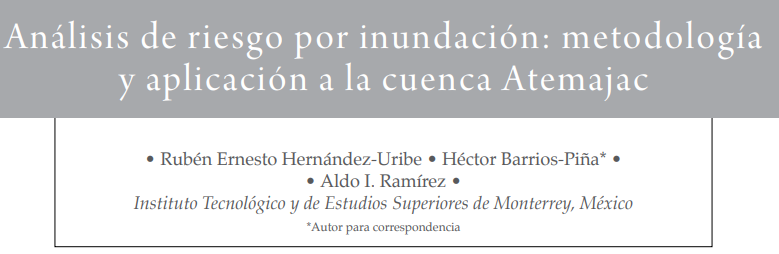 Análisis de riesgo por inundación: metodología
y aplicación a la cuenca Atemajac
• Rubén Ernesto Hernández-Uribe • Héctor Barrios-Piña* •
• Aldo I. Ramírez •
Instituto Tecnológico y de Estudios Superiores de Monterrey, México
*Autor para correspondencia